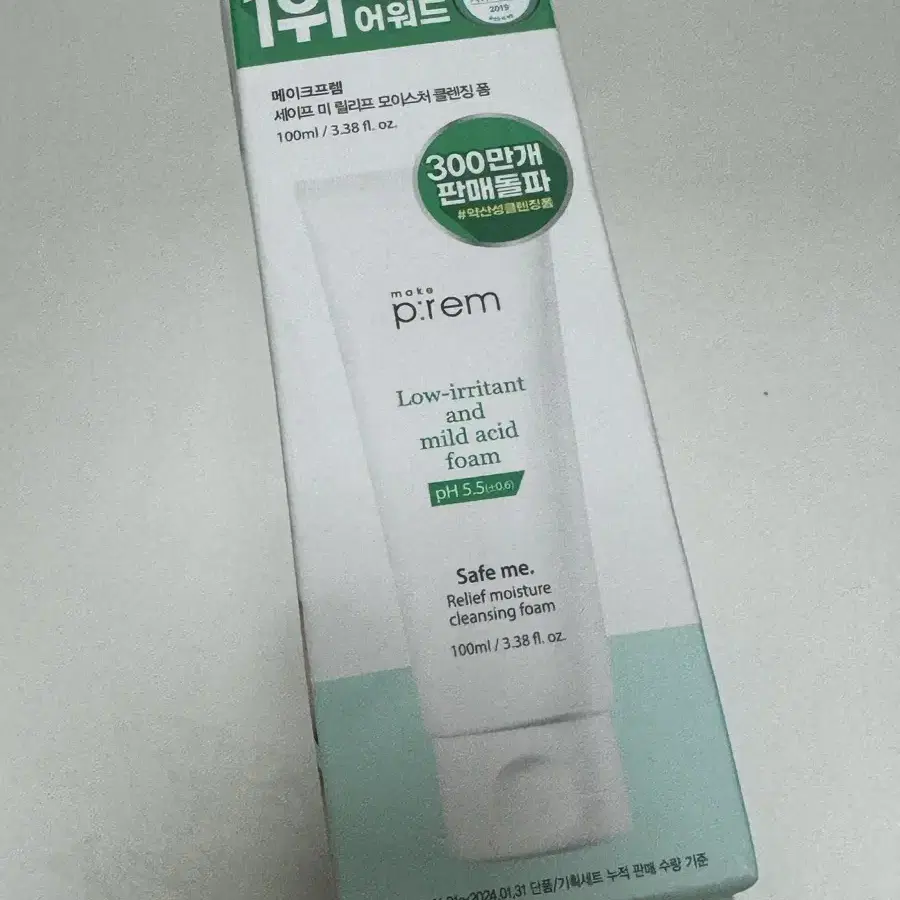 1위 어워드
2019
메이크프렘
세이프 미 릴리프 모이스처 클렌징 폼
100ml / 3.38 fl. oz.
300만개
판매돌파
#약산성클렌징폼
make
p:rem
Low-irritant
and
mild acid
foam
pH 5.5(±0.6)
Safe me.
Relief moisture
cleansing foam
100ml / 3.38 fl. oz.
2024.01.31 단품/기획세트 누적 판매 수량 기준